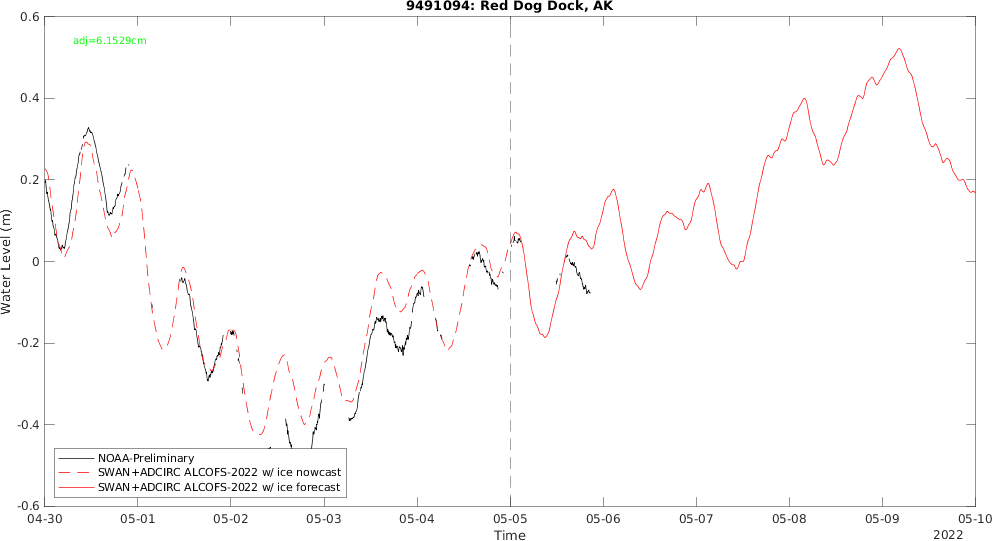 9491094: Red Dog Dock, AK
adj=6.1529cm
Water Level (m)
0.6
0.4
0.2
0
-0.2
-0.4
-0.6
NOAA-Preliminary
SWAN+ADCIRC ALCOFS-2022 w/ ice nowcast
SWAN+ADCIRC ALCOFS-2022 w/ ice forecast
04-30 05-01 05-02 05-03 05-04 05-05 05-06 05-07 05-08 05-09 05-10
Time
2022